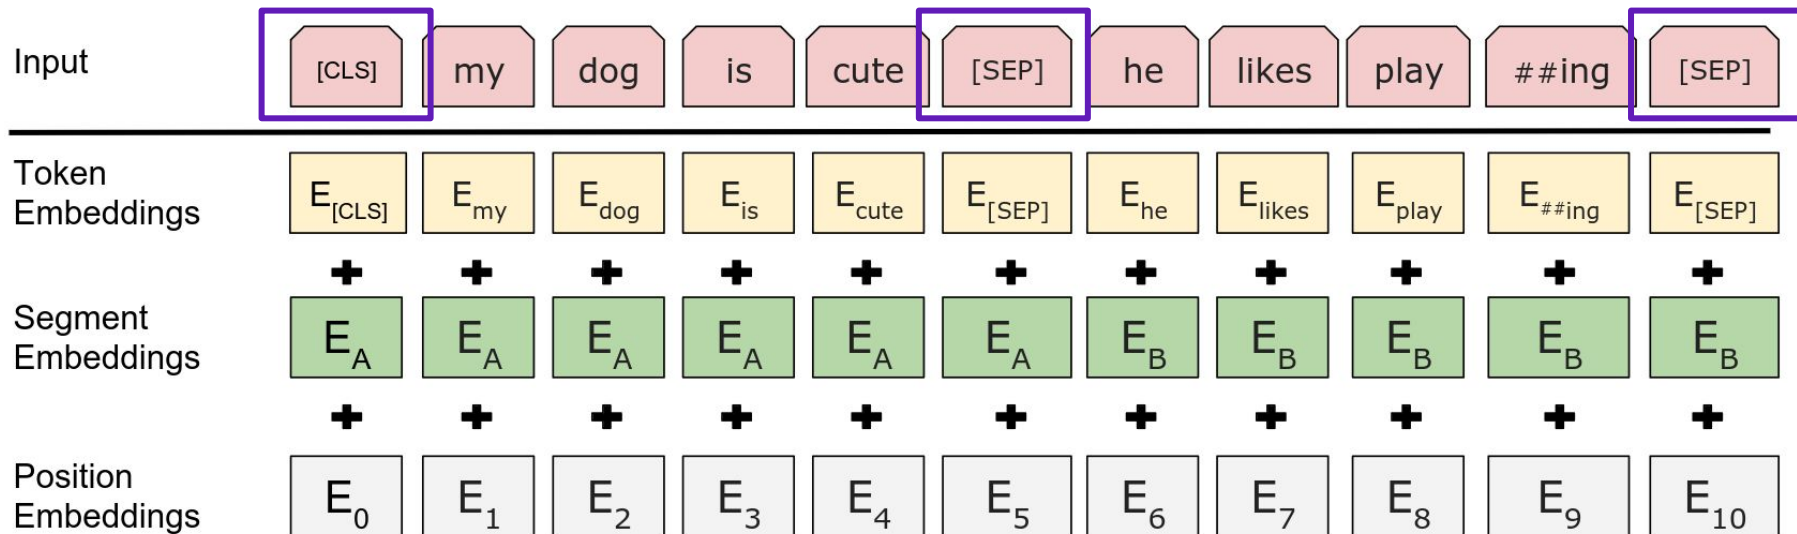 Input [CLS] my dog is cute [SEP] he likes play ##ing [SEP]
Token Embeddings E[CLS] Emy Edog Eis Ecute E[SEP] Ehe Elikes Eplay E##ing E[SEP]
+ + + + + + + + + + +
Segment Embeddings EA EA EA EA EA EA EB EB EB EB EB
+ + + + + + + + + + +
Position Embeddings E0 E1 E2 E3 E4 E5 E6 E7 E8 E9 E10